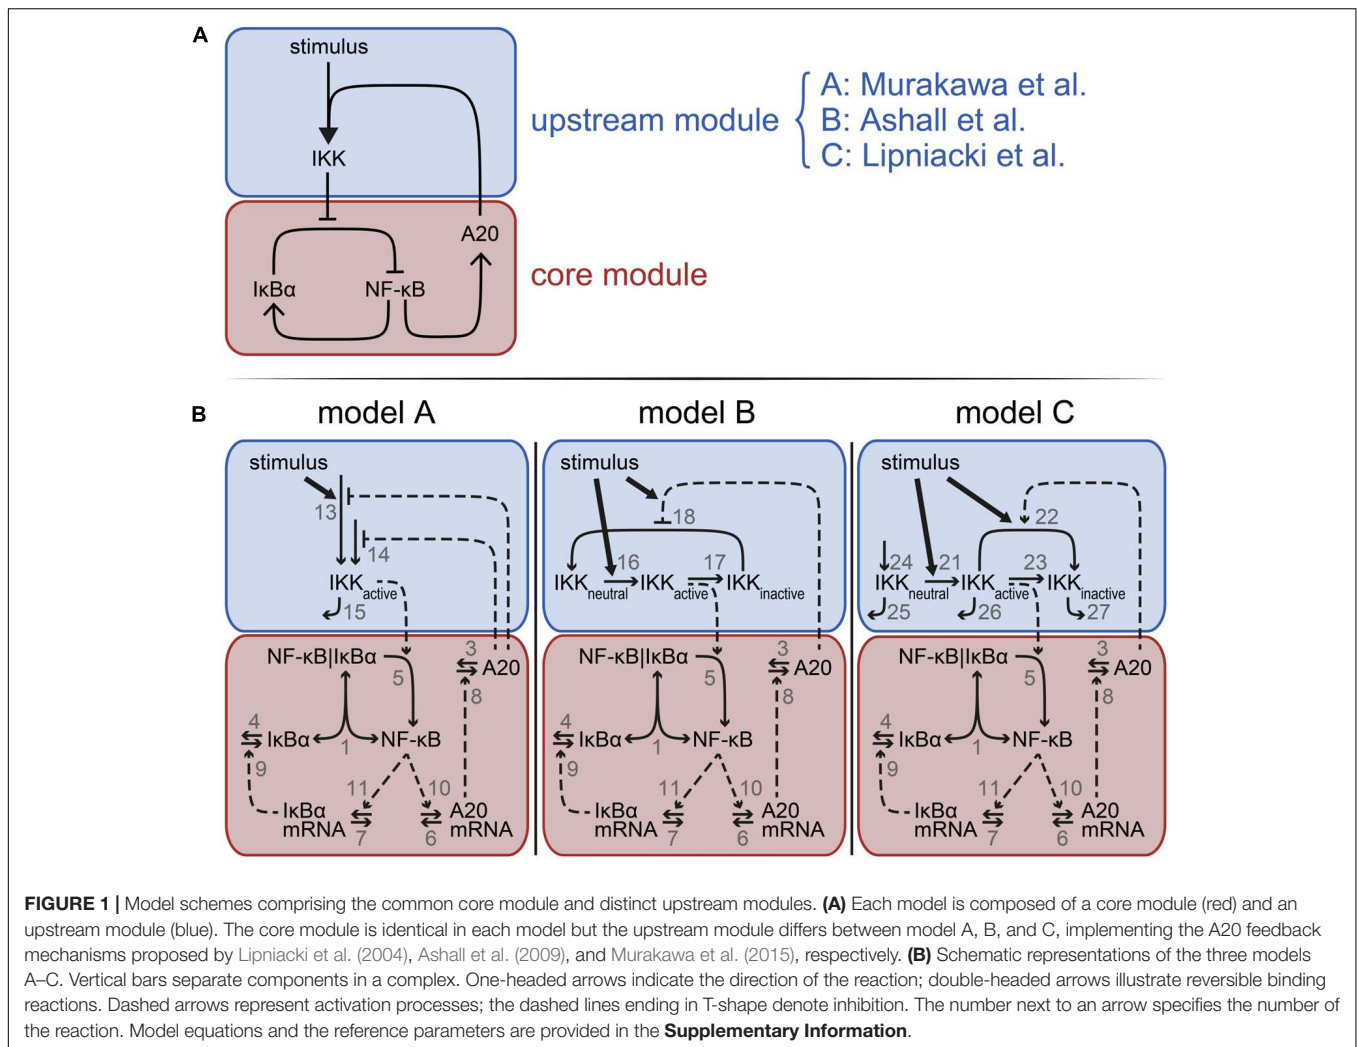 A
stimulus
IKK
upstream module
A: Murakawa et al.
B: Ashall et al.
C: Lipniacki et al.
A20
IκBα
NF-κB
core module
B
model A
model B
model C
stimulus
13
14
IKKactive
15
NF-κB|IκBα
5
3
A20
8
4
IκBα
1
NF-κB
9
11
10
IκBα
mRNA
7
6
A20
mRNA
stimulus
18
16
17
IKKneutral
IKKactive
IKKinactive
NF-κB|IκBα
5
3
A20
8
4
IκBα
1
NF-κB
9
11
10
IκBα
mRNA
7
6
A20
mRNA
stimulus
22
24
21
23
IKKneutral
IKKactive
IKKinactive
25
26
27
NF-κB|IκBα
5
3
A20
8
4
IκBα
1
NF-κB
9
11
10
IκBα
mRNA
7
6
A20
mRNA
FIGURE 1 | Model schemes comprising the common core module and distinct upstream modules. (A) Each model is composed of a core module (red) and an
upstream module (blue). The core module is identical in each model but the upstream module differs between model A, B, and C, implementing the A20 feedback
mechanisms proposed by Lipniacki et al. (2004), Ashall et al. (2009), and Murakawa et al. (2015), respectively. (B) Schematic representations of the three models
A–C. Vertical bars separate components in a complex. One-headed arrows indicate the direction of the reaction; double-headed arrows illustrate reversible binding
reactions. Dashed arrows represent activation processes; the dashed lines ending in T-shape denote inhibition. The number next to an arrow specifies the number of
the reaction. Model equations and the reference parameters are provided in the Supplementary Information.